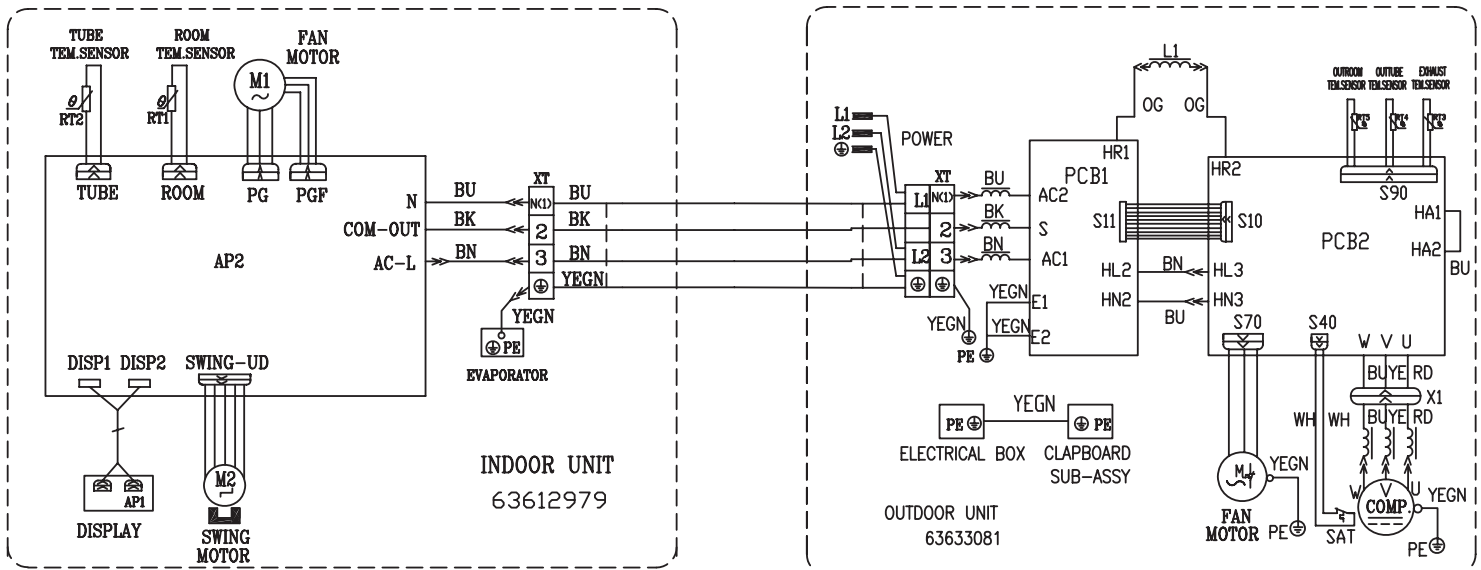 TUBE
TEM.SENSOR
RT2
TUBE
ROOM
TEM.SENSOR
RT1
ROOM
FAN
MOTOR
M1
PG
PGF
AP2
N
COM-OUT
AC-L
BU
BK
BN
XT
N(1)
2
3
BU
BK
BN
YEGN
YEGN
PE
EVAPORATOR
DISP1
DISP2
AP1
DISPLAY
SWING-UD
M2
SWING
MOTOR
INDOOR UNIT
63612979
L1
L2
POWER
L1
L2
XT
N(1)
2
3
BU
BK
BN
YEGN
PE
YEGN
YEGN
AC2
S
AC1
E1
E2
PCB1
HR1
S11
HL2
HN2
L1
OG
OG
BN
BU
HR2
S10
HL3
HN3
PCB2
OUTROOM
TEM.SENSOR
RT5
OUTTUBE
TEM.SENSOR
RT4
EXHAUST
TEM.SENSOR
RT3
S90
HA1
HA2
BU
S70
S40
W V U
BU YE RD
X1
WH
WH
BU YE RD
M
YEGN
FAN
MOTOR
PE
SAT
W V U
COMP.
YEGN
PE
PE
YEGN
PE
ELECTRICAL BOX
CLAPBOARD
SUB-ASSY
OUTDOOR UNIT
63633081